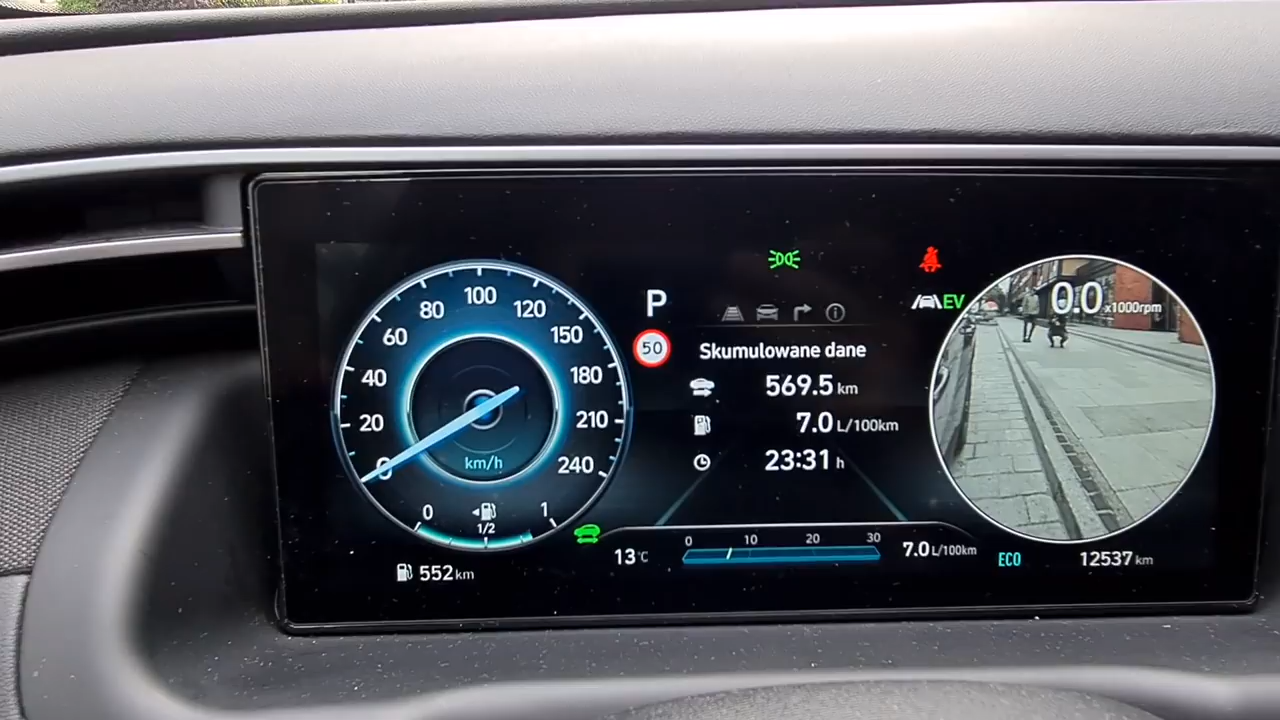 100
80
120
60
150
40
180
20
210
0
240
km/h
0
1
1/2
552 km
P
50
EV
Skumulowane dane
569.5 km
7.0 L/100km
23:31 h
0.0 x1000rpm
13°C
0 10 20 30
7.0 L/100km
ECO
12537 km